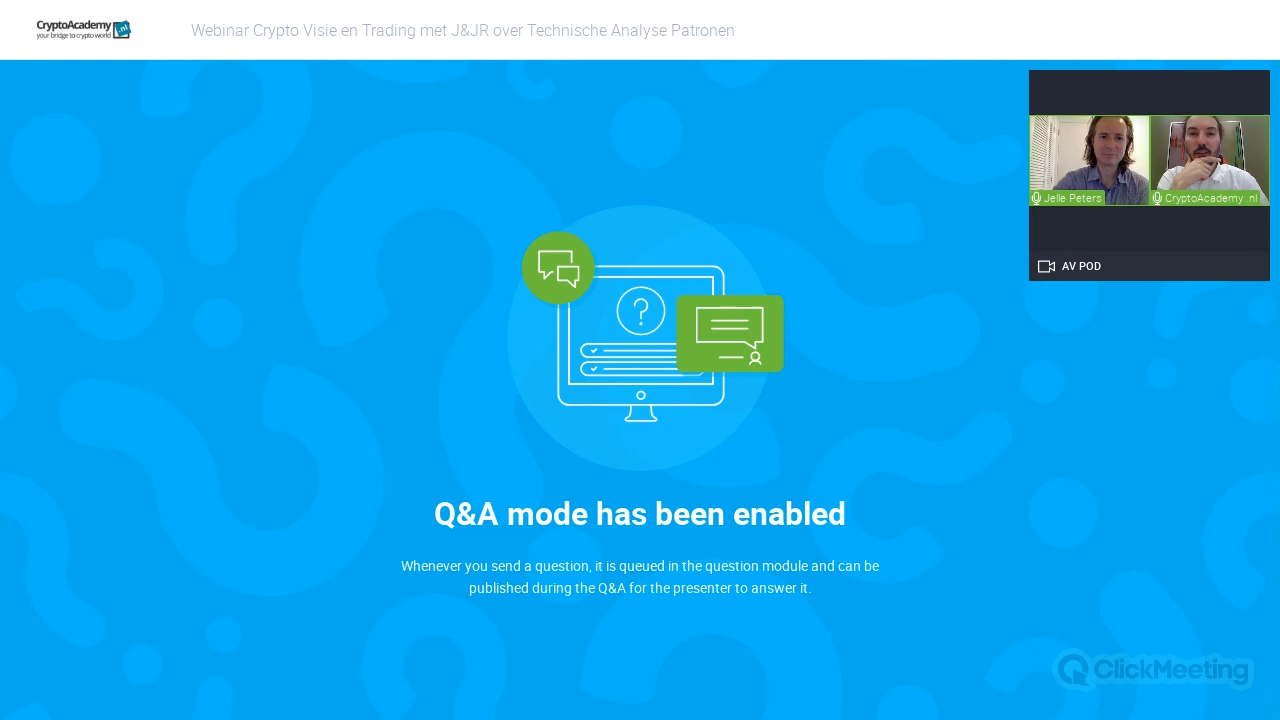 CryptoAcademy .nl
your bridge to crypto world
Webinar Crypto Visie en Trading met J&JR over Technische Analyse Patronen
Jelle Peters
CryptoAcademy .nl
AV POD
?
Q&A mode has been enabled
Whenever you send a question, it is queued in the question module and can be
published during the Q&A for the presenter to answer it.
ClickMeeting